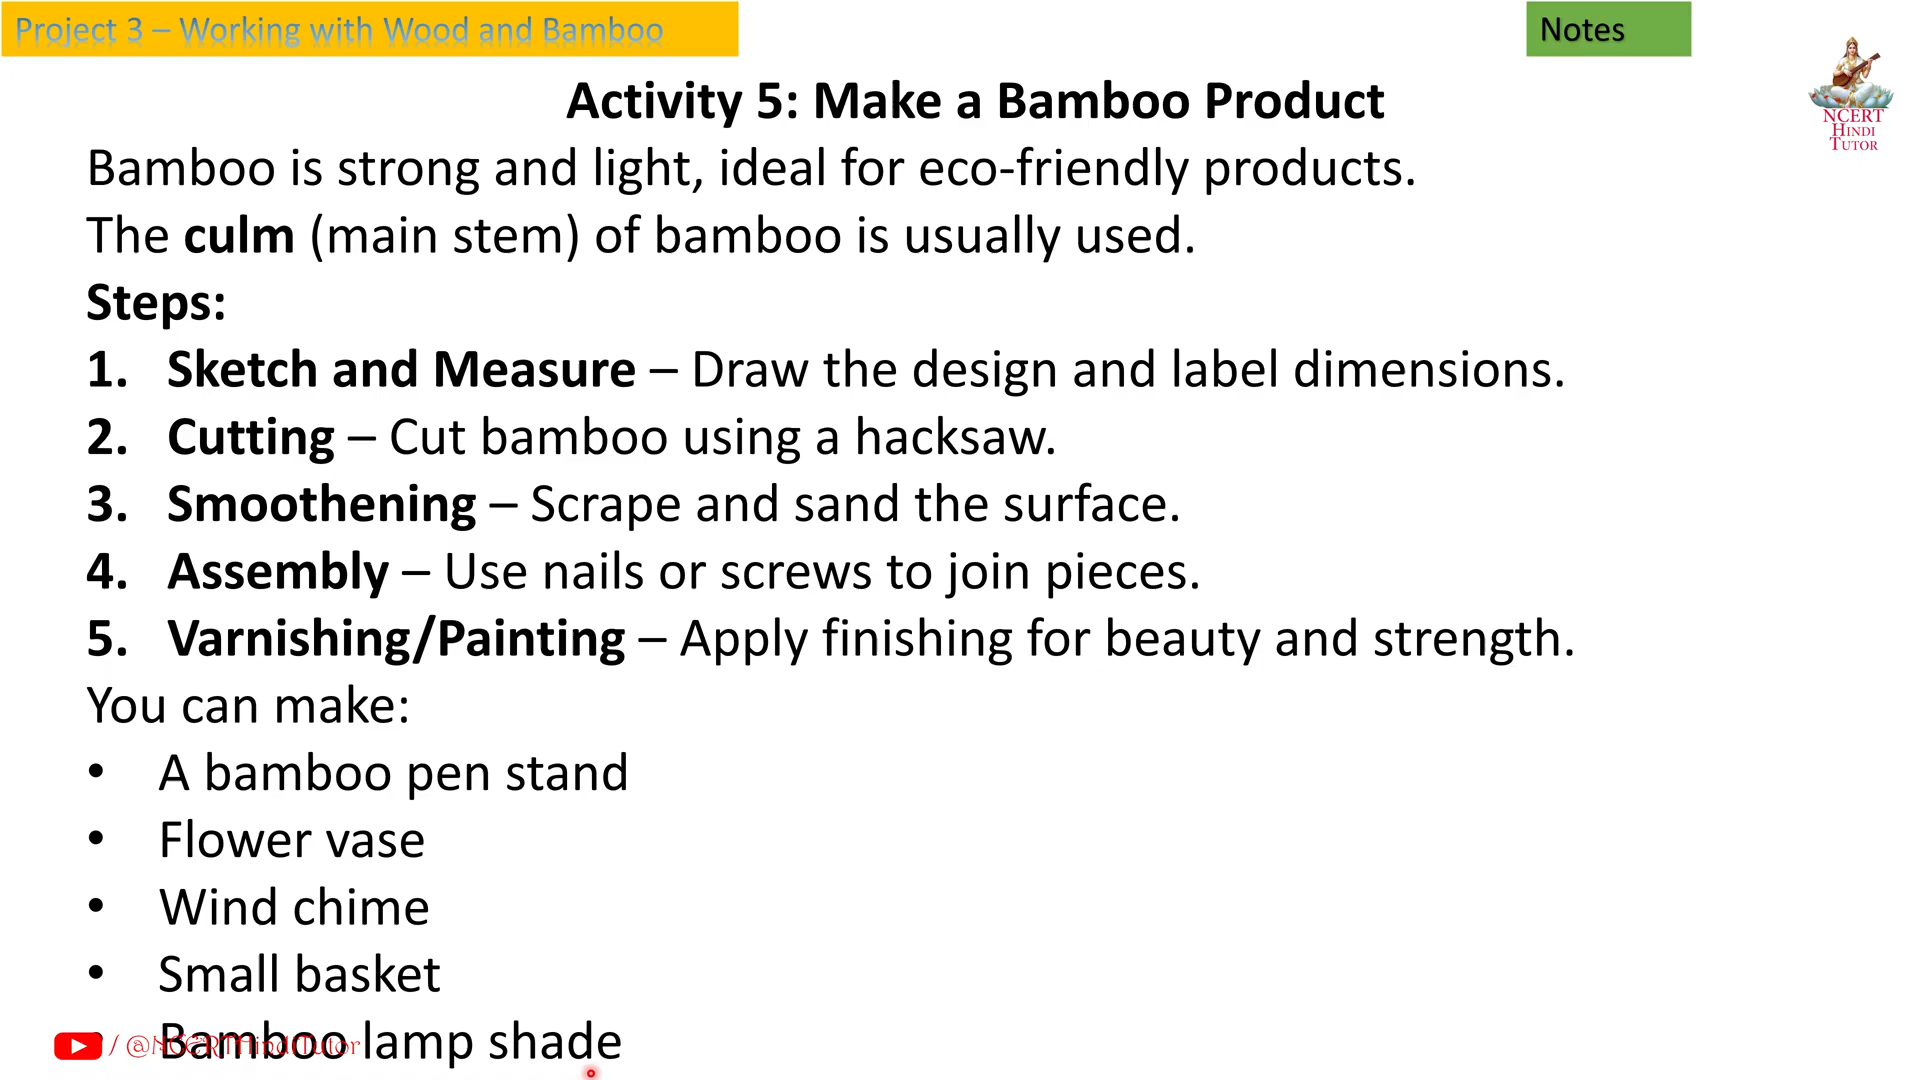 Project 3 – Working with Wood and Bamboo
Notes
NCERT
HINDI
TUTOR
Activity 5: Make a Bamboo Product
Bamboo is strong and light, ideal for eco-friendly products.
The culm (main stem) of bamboo is usually used.
Steps:
1. Sketch and Measure – Draw the design and label dimensions.
2. Cutting – Cut bamboo using a hacksaw.
3. Smoothening – Scrape and sand the surface.
4. Assembly – Use nails or screws to join pieces.
5. Varnishing/Painting – Apply finishing for beauty and strength.
You can make:
• A bamboo pen stand
• Flower vase
• Wind chime
• Small basket
• Bamboo lamp shade
/ @NCERTHindiTutor